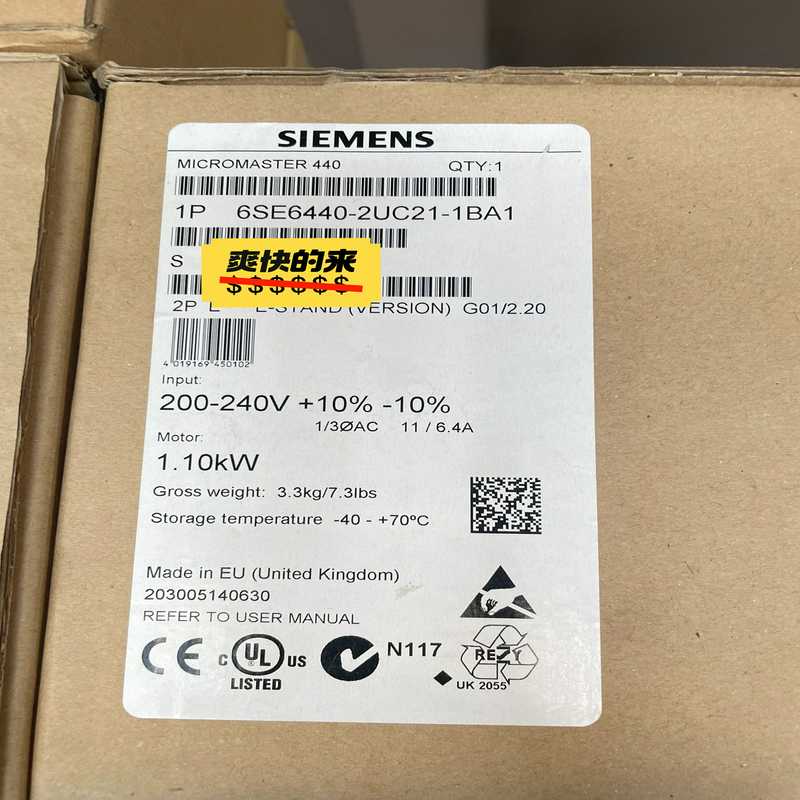 SIEMENS
MICROMASTER 440 QTY:1
1P 6SE6440-2UC21-1BA1
S
爽快的来
$$$$$$
2P E-STAND (VERSION) G01/2.20
4 019169 450102
Input:
200-240V +10% -10%
1/3ØAC 11 / 6.4A
Motor:
1.10kW
Gross weight: 3.3kg/7.3lbs
Storage temperature -40 - +70ºC
Made in EU (United Kingdom)
203005140630
REFER TO USER MANUAL
CE C UL US LISTED N117 RESY
UK 2055